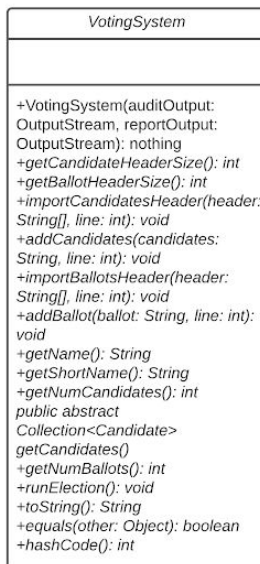 VotingSystem
+VotingSystem(auditOutput:
OutputStream, reportOutput:
OutputStream): nothing
+getCandidateHeaderSize(): int
+getBallotHeaderSize(): int
+importCandidatesHeader(header:
String[], line: int): void
+addCandidates(candidates:
String, line: int): void
+importBallotsHeader(header:
String[], line: int): void
+addBallot(ballot: String, line: int):
void
+getName(): String
+getShortName(): String
+getNumCandidates(): int
public abstract
Collection<Candidate>
getCandidates()
+getNumBallots(): int
+runElection(): void
+toString(): String
+equals(other: Object): boolean
+hashCode(): int